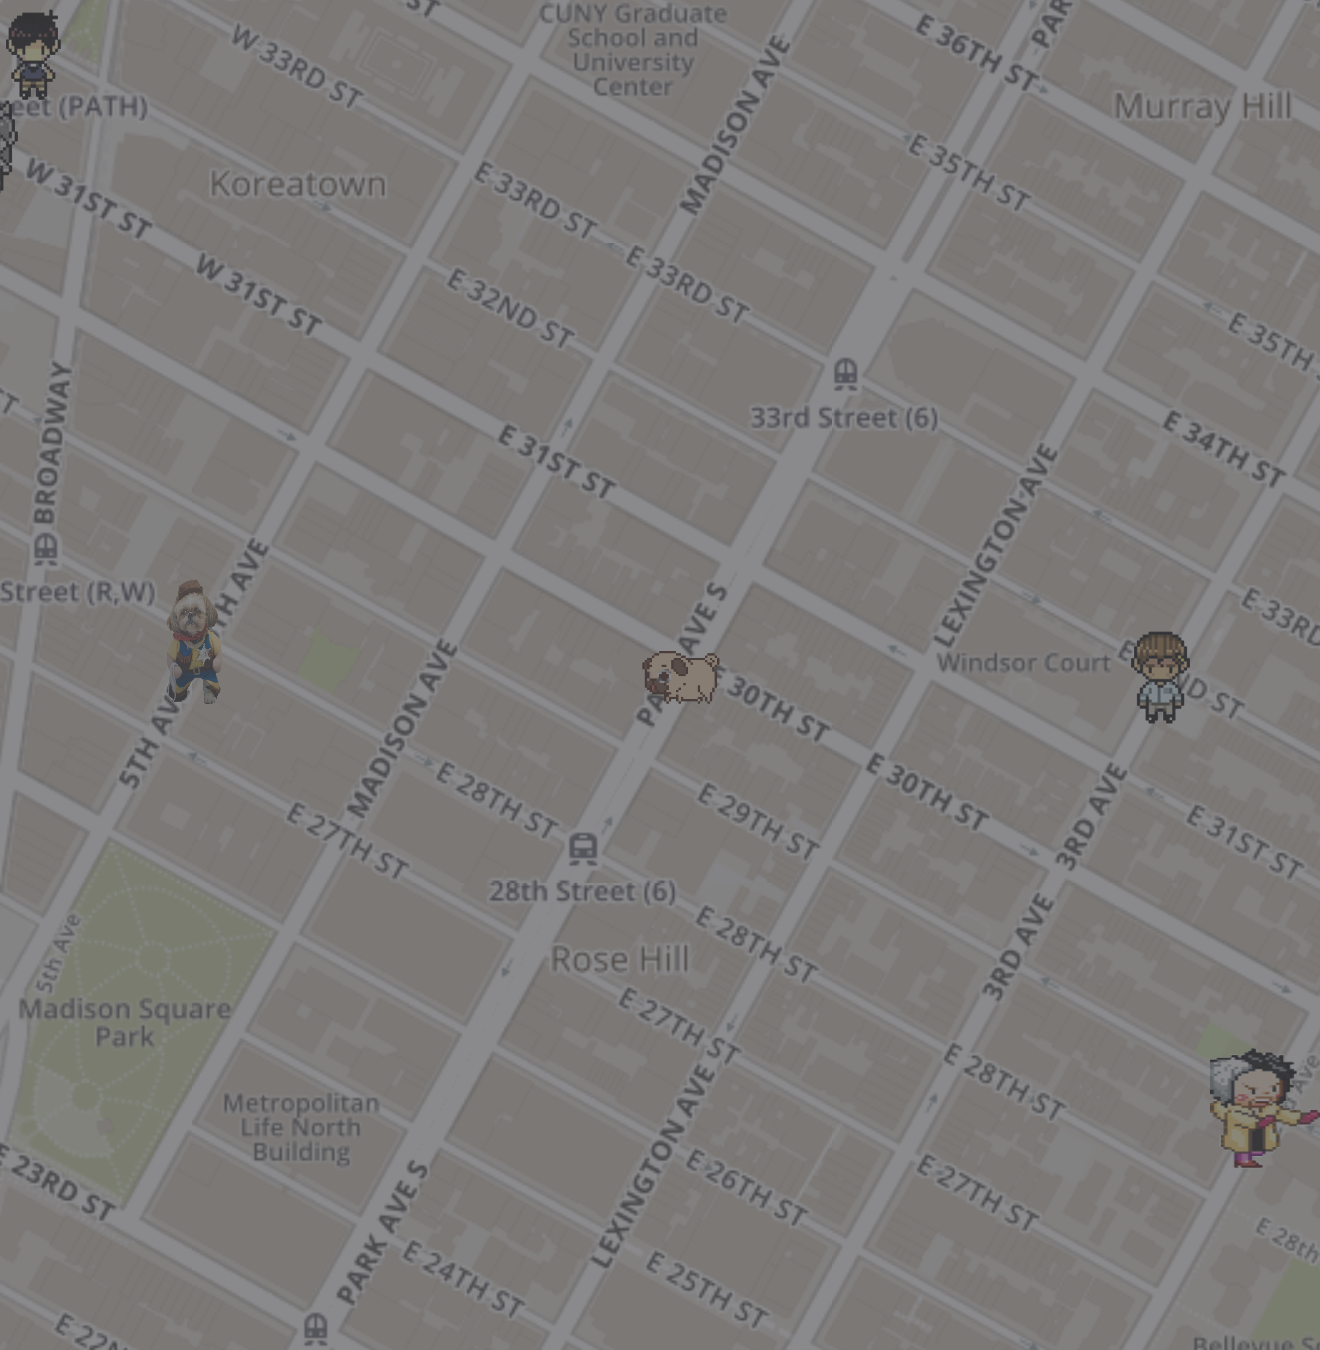 ST
CUNY Graduate
School and
University
Center
E 36TH ST
W 33RD ST
MADISON AVE
Murray Hill
eet (PATH)
E 35TH ST
Koreatown
W 31ST ST
E 33RD ST
E 33RD ST
W 31ST ST
E 32ND ST
E 35TH
BROADWAY
33rd Street (6)
E 31ST ST
E 34TH ST
LEXINGTON AVE
Street (R,W)
TH AVE
AVE S
E 33RD
Windsor Court
ND ST
5TH AV
MADISON AVE
E 30TH ST
E 30TH ST
3RD AVE
E 28TH ST
E 27TH ST
E 29TH ST
E 31ST ST
28th Street (6)
5th Ave
Rose Hill
E 28TH ST
3RD AVE
Madison Square
Park
E 27TH ST
E 28TH ST
Metropolitan
Life North
Building
LEXINGTON AVE
E 23RD ST
E 26TH ST
E 27TH ST
PARK AVE S
E 24TH ST
E 25TH ST
E 28th